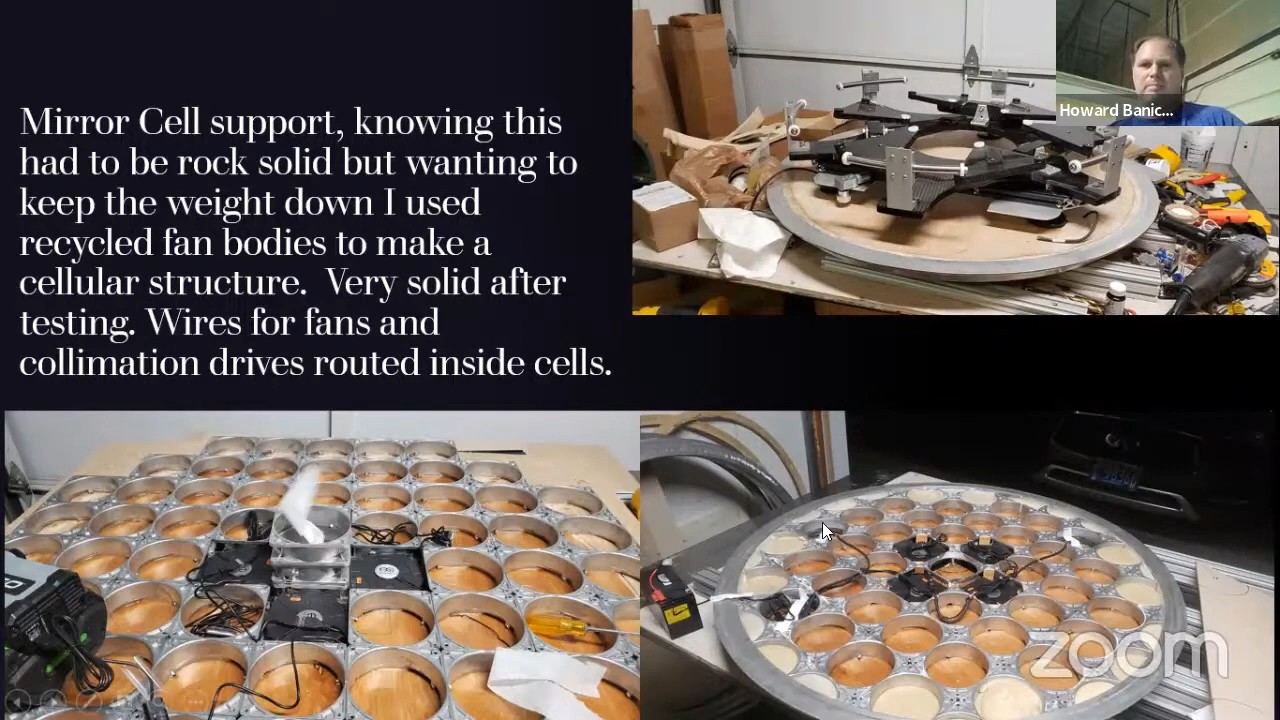 Mirror Cell support, knowing this
had to be rock solid but wanting to
keep the weight down I used
recycled fan bodies to make a
cellular structure.  Very solid after
testing. Wires for fans and
collimation drives routed inside cells.
Howard Banic...
zoom